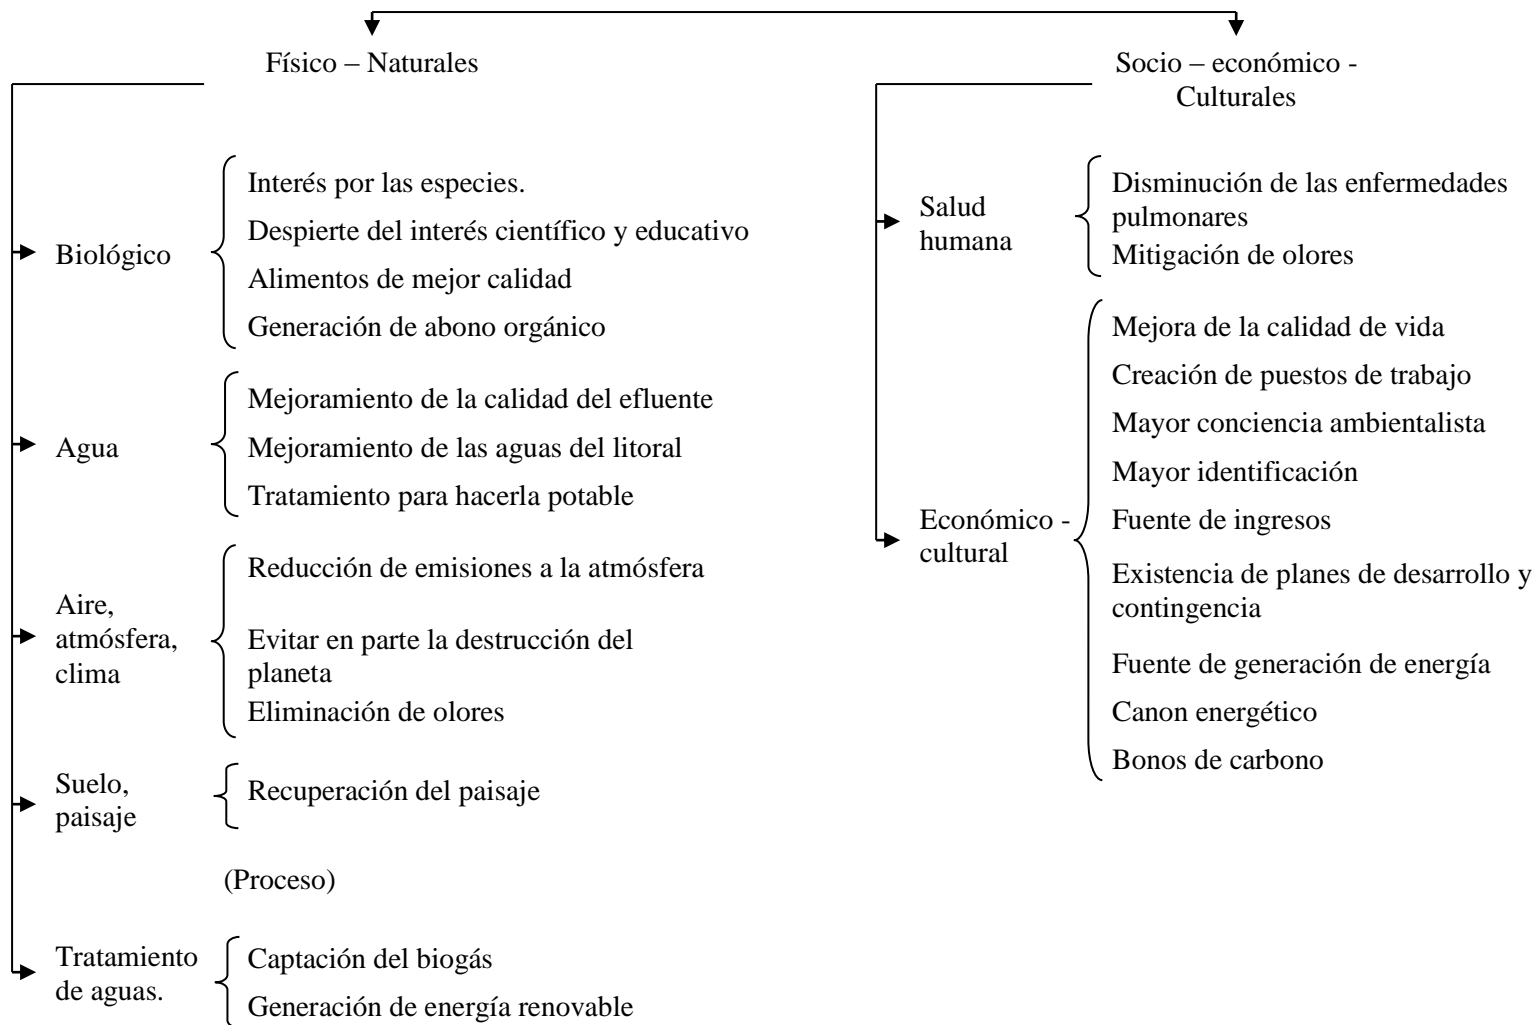 Físico – Naturales
Biológico
Interés por las especies.
Despierte del interés científico y educativo
Alimentos de mejor calidad
Generación de abono orgánico
Agua
Mejoramiento de la calidad del efluente
Mejoramiento de las aguas del litoral
Tratamiento para hacerla potable
Aire,
atmósfera,
clima
Reducción de emisiones a la atmósfera
Evitar en parte la destrucción del
planeta
Eliminación de olores
Suelo,
paisaje
Recuperación del paisaje
(Proceso)
Tratamiento
de aguas.
Captación del biogás
Generación de energía renovable
Socio – económico -
Culturales
Salud
humana
Disminución de las enfermedades
pulmonares
Mitigación de olores
Económico -
cultural
Mejora de la calidad de vida
Creación de puestos de trabajo
Mayor conciencia ambientalista
Mayor identificación
Fuente de ingresos
Existencia de planes de desarrollo y
contingencia
Fuente de generación de energía
Canon energético
Bonos de carbono